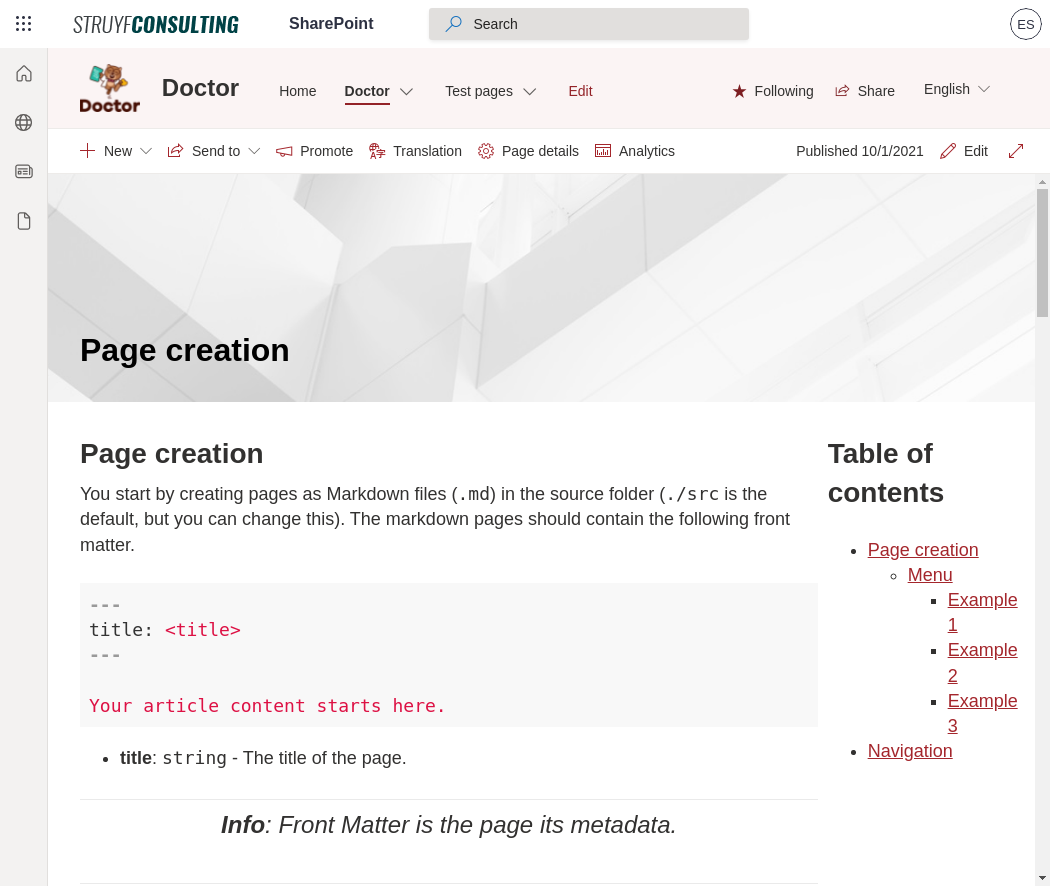 STRUYFCONSULTING SharePoint Search ES
Doctor Doctor Home Doctor Test pages Edit Following Share English
New Send to Promote Translation Page details Analytics Published 10/1/2021 Edit
Page creation
Page creation
You start by creating pages as Markdown files (.md) in the source folder (./src is the
default, but you can change this). The markdown pages should contain the following front
matter.
---
title: <title>
---
Your article content starts here.
title: string - The title of the page.
Info: Front Matter is the page its metadata.
Table of
contents
Page creation
Menu
Example
1
Example
2
Example
3
Navigation